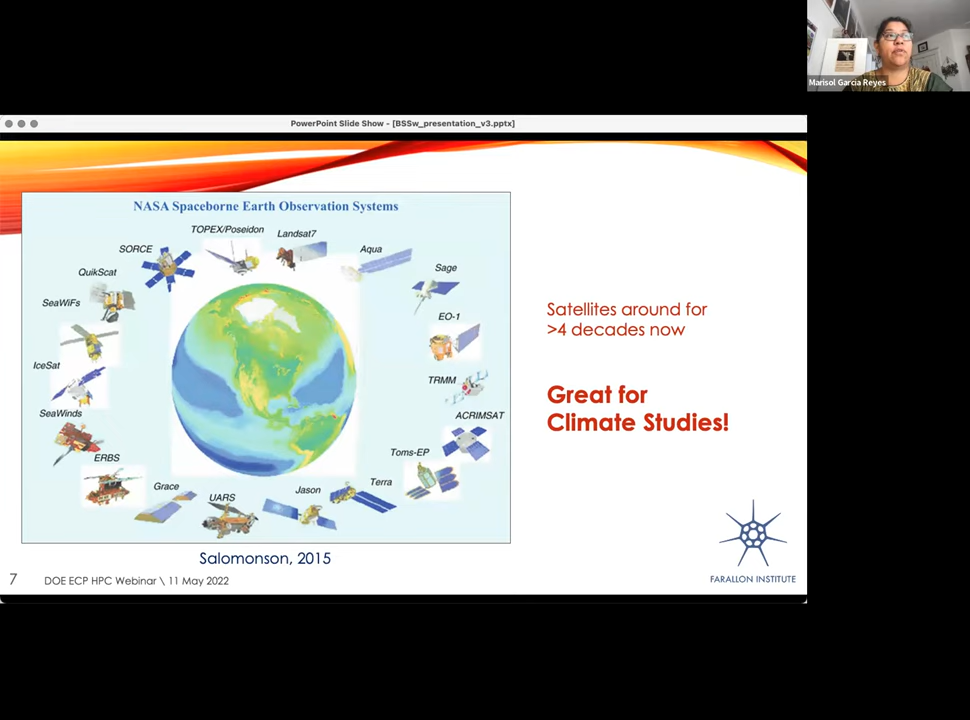 Marisol García Reyes
PowerPoint Slide Show - [BSSw_presentation_v3.pptx]
NASA Spaceborne Earth Observation Systems
TOPEX/Poseidon
Landsat7
SORCE
Aqua
QuikScat
Sage
SeaWiFs
EO-1
IceSat
TRMM
SeaWinds
ACRIMSAT
ERBS
Toms-EP
Grace
UARS
Jason
Terra
Salomonson, 2015
Satellites around for
>4 decades now
Great for
Climate Studies!
FARALLON INSTITUTE
7 DOE ECP HPC Webinar \ 11 May 2022